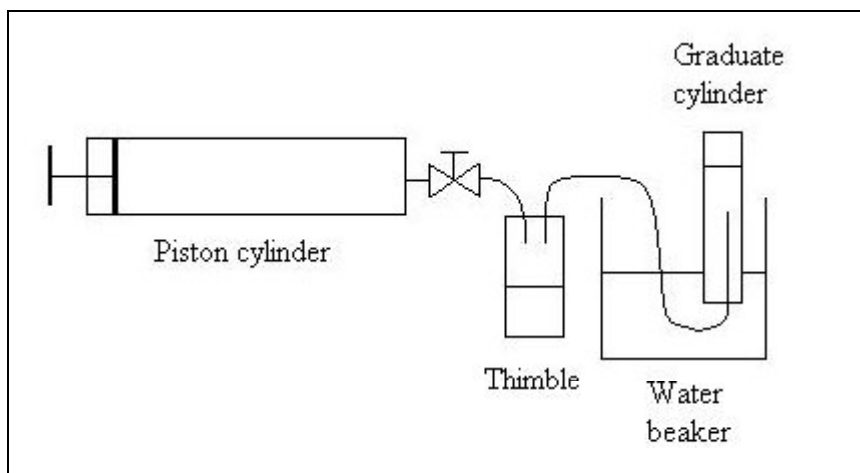 Graduate
cylinder
Piston cylinder
Thimble
Water
beaker